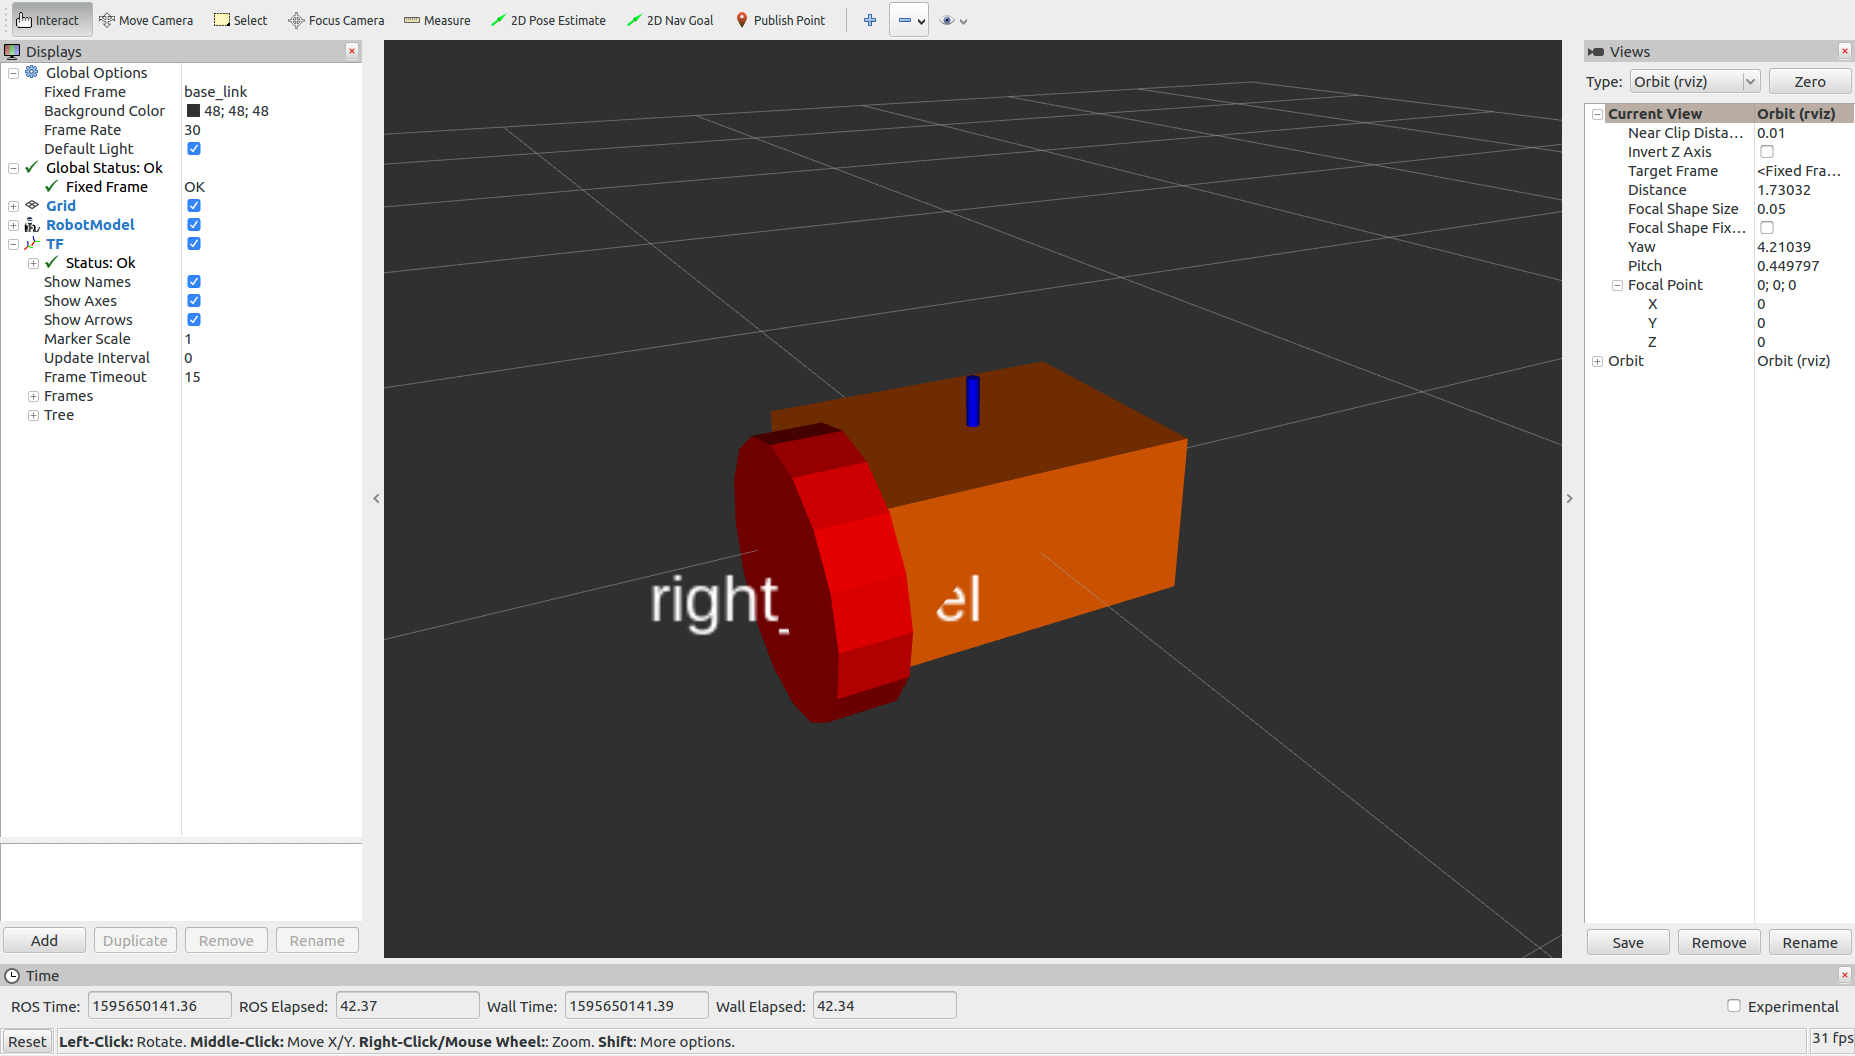 Interact Move Camera Select Focus Camera Measure 2D Pose Estimate 2D Nav Goal Publish Point
Displays
Global Options
Fixed Frame base_link
Background Color 48; 48; 48
Frame Rate 30
Default Light
Global Status: Ok
Fixed Frame OK
Grid
RobotModel
TF
Status: Ok
Show Names
Show Axes
Show Arrows
Marker Scale 1
Update Interval 0
Frame Timeout 15
Frames
Tree
Add Duplicate Remove Rename
right_ el
Views
Type: Orbit (rviz) Zero
Current View Orbit (rviz)
Near Clip Dista... 0.01
Invert Z Axis
Target Frame <Fixed Fra...
Distance 1.73032
Focal Shape Size 0.05
Focal Shape Fix...
Yaw 4.21039
Pitch 0.449797
Focal Point 0; 0; 0
X 0
Y 0
Z 0
Orbit Orbit (rviz)
Save Remove Rename
Time
ROS Time: 1595650141.36 ROS Elapsed: 42.37 Wall Time: 1595650141.39 Wall Elapsed: 42.34 Experimental
Reset Left-Click: Rotate. Middle-Click: Move X/Y. Right-Click/Mouse Wheel:: Zoom. Shift: More options. 31 fps